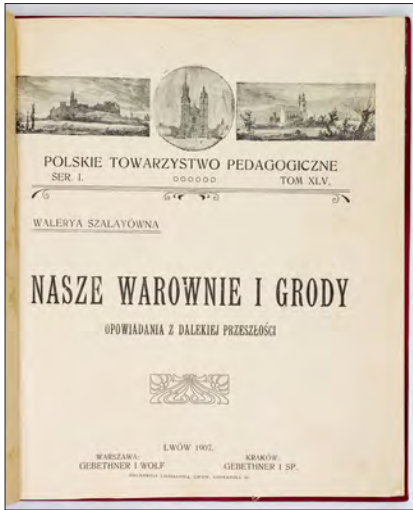 POLSKIE TOWARZYSTWO PEDAGOGICZNE
SER. I. TOM XLV.
WALERYA SZALAYÓWNA
NASZE WAROWNIE I GRODY
OPOWIADANIA Z DALEKIEJ PRZESZŁOŚCI
LWÓW 1907.
WARSZAWA: KRAKÓW:
GEBETHNER I WOLF GEBETHNER I SP.